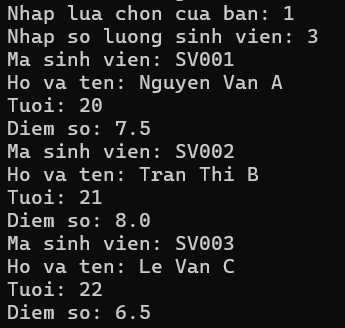 Nhap lua chon cua ban: 1
Nhap so luong sinh vien: 3
Ma sinh vien: SV001
Ho va ten: Nguyen Van A
Tuoi: 20
Diem so: 7.5
Ma sinh vien: SV002
Ho va ten: Tran Thi B
Tuoi: 21
Diem so: 8.0
Ma sinh vien: SV003
Ho va ten: Le Van C
Tuoi: 22
Diem so: 6.5